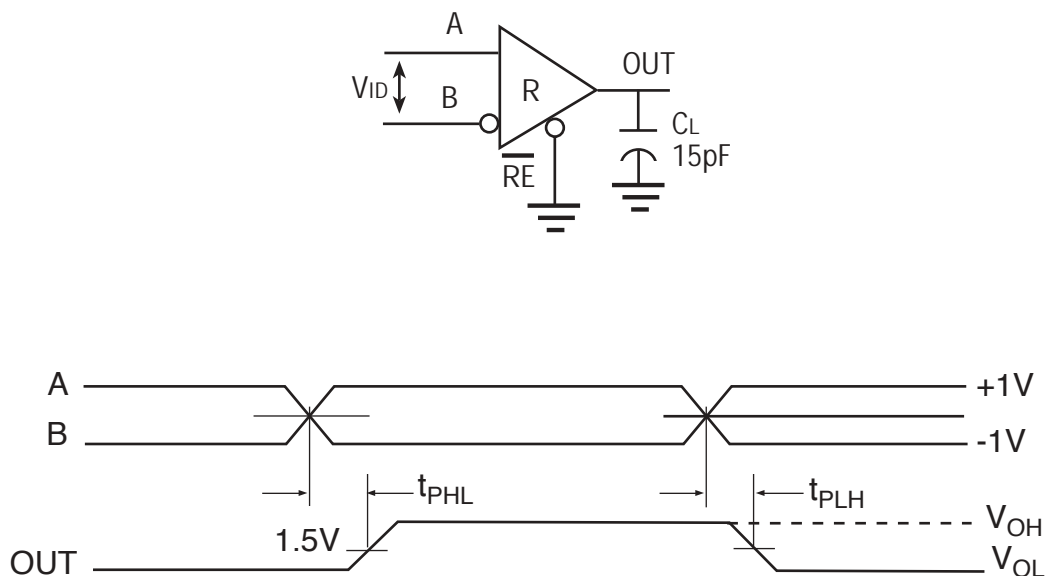 A
OUT
VID
B
R
CL
15pF
RE
A
+1V
B
-1V
tPHL
tPLH
1.5V
VOH
OUT
VOL